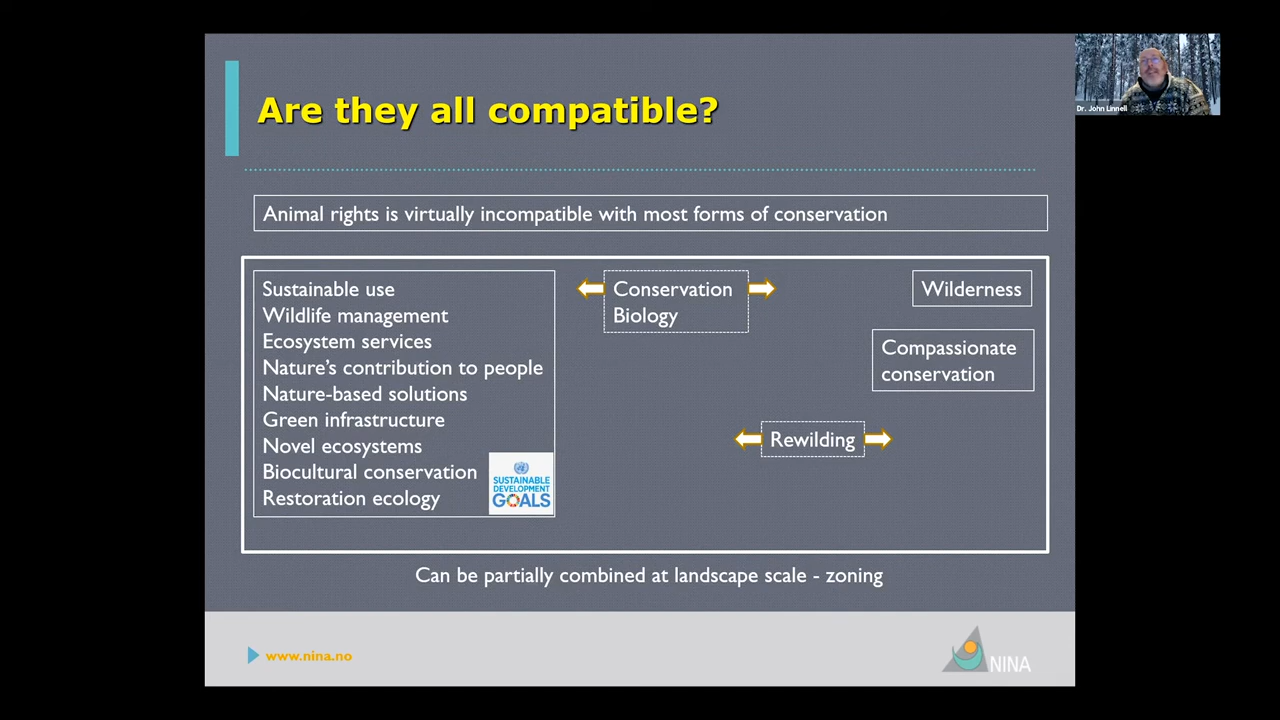 Are they all compatible?
Dr. John Linnell
Animal rights is virtually incompatible with most forms of conservation
Sustainable use
Wildlife management
Ecosystem services
Nature's contribution to people
Nature-based solutions
Green infrastructure
Novel ecosystems
Biocultural conservation
Restoration ecology
SUSTAINABLE
DEVELOPMENT
GOALS
Conservation
Biology
Wilderness
Compassionate
conservation
Rewilding
Can be partially combined at landscape scale - zoning
www.nina.no
NINA